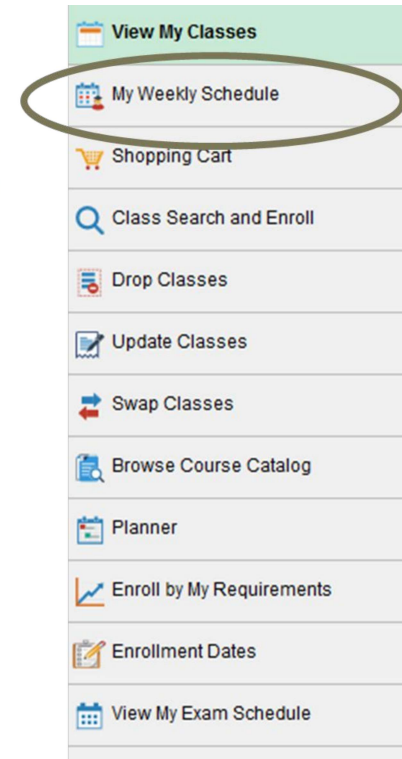 View My Classes
My Weekly Schedule
Shopping Cart
Class Search and Enroll
Drop Classes
Update Classes
Swap Classes
Browse Course Catalog
Planner
Enroll by My Requirements
Enrollment Dates
View My Exam Schedule